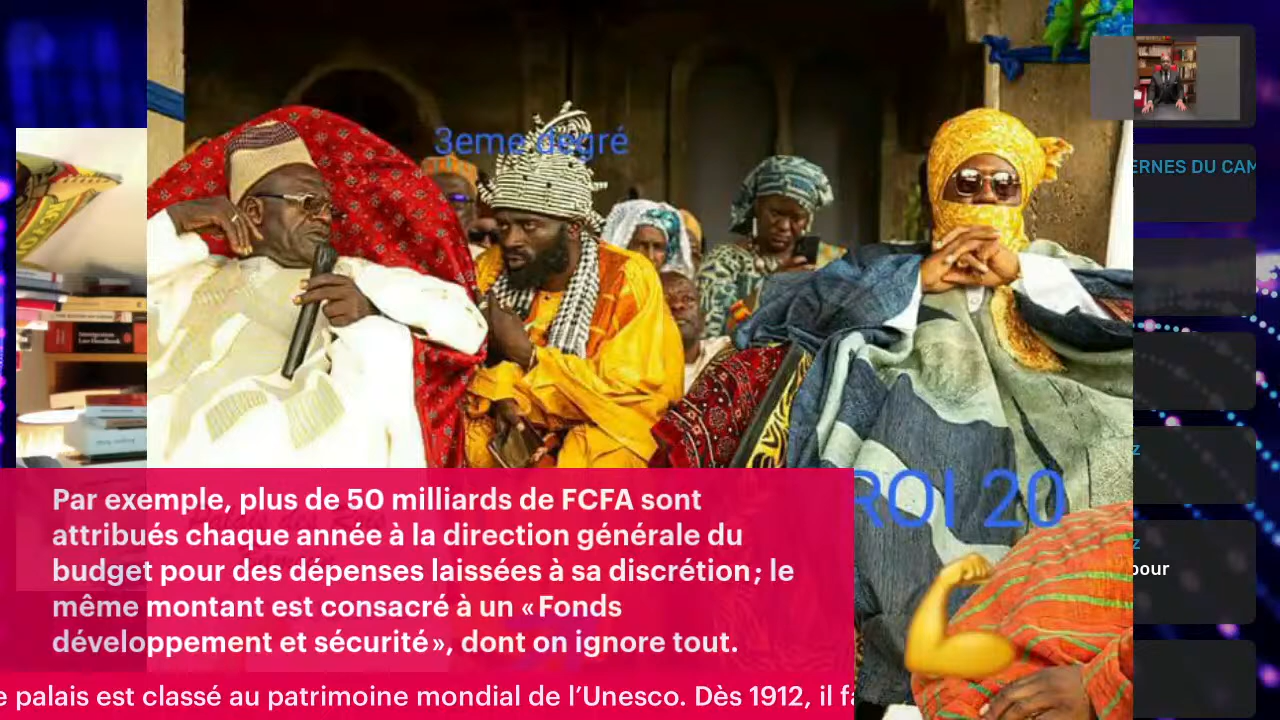 3eme degré
ERNES DU CAM
ROI 20
z
z
pour
Par exemple, plus de 50 milliards de FCFA sont
attribués chaque année à la direction générale du
budget pour des dépenses laissées à sa discrétion ; le
même montant est consacré à un « Fonds
développement et sécurité », dont on ignore tout.
e palais est classé au patrimoine mondial de l'Unesco. Dès 1912, il fa